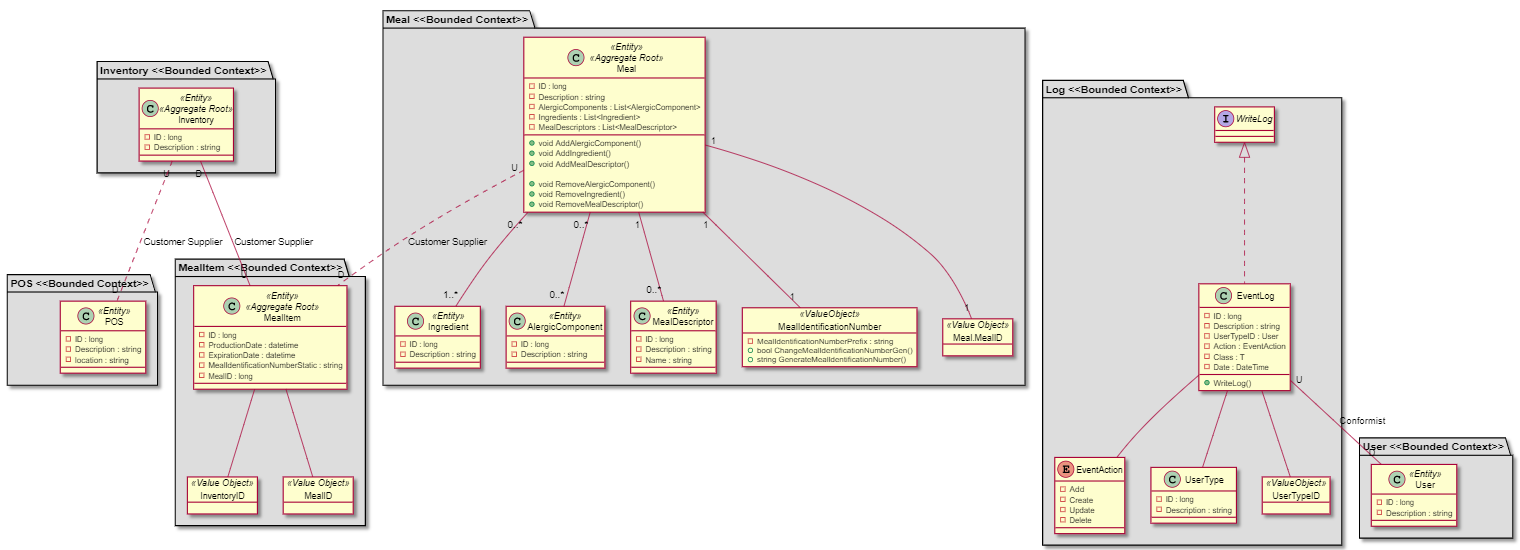 Inventory <<Bounded Context>>
«Entity»
«Aggregate Root»
Inventory
ID : long
Description : string
U
D
Customer Supplier
Customer Supplier
POS <<Bounded Context>>
D
«Entity»
POS
ID : long
Description : string
location : string
MealItem <<Bounded Context>>
U
D
«Entity»
«Aggregate Root»
MealItem
ID : long
ProductionDate : datetime
ExpirationDate : datetime
MealIdentificationNumberStatic : string
MealID : long
«Value Object»
InventoryID
«Value Object»
MealID
Meal <<Bounded Context>>
«Entity»
«Aggregate Root»
Meal
ID : long
Description : string
AlergicComponents : List<AlergicComponent>
Ingredients : List<Ingredient>
MealDescriptors : List<MealDescriptor>
void AddAlergicComponent()
void AddIngredient()
void AddMealDescriptor()
void RemoveAlergicComponent()
void RemoveIngredient()
void RemoveMealDescriptor()
U
1
0..*
0..*
1
1
Customer Supplier
1..*
0..*
0..*
1
1
«Entity»
Ingredient
ID : long
Description : string
«Entity»
AlergicComponent
ID : long
Description : string
«Entity»
MealDescriptor
ID : long
Description : string
Name : string
«ValueObject»
MealIdentificationNumber
MealIdentificationNumberPrefix : string
bool ChangeMealIdentificationNumberGen()
string GenerateMealIdentificationNumber()
«Value Object»
Meal.MealID
Log <<Bounded Context>>
WriteLog
EventLog
ID : long
Description : string
UserTypeID : User
Action : EventAction
Class : T
Date : DateTime
WriteLog()
U
Conformist
EventAction
Add
Create
Update
Delete
UserType
ID : long
Description : string
«ValueObject»
UserTypeID
User <<Bounded Context>>
«Entity»
User
ID : long
Description : string